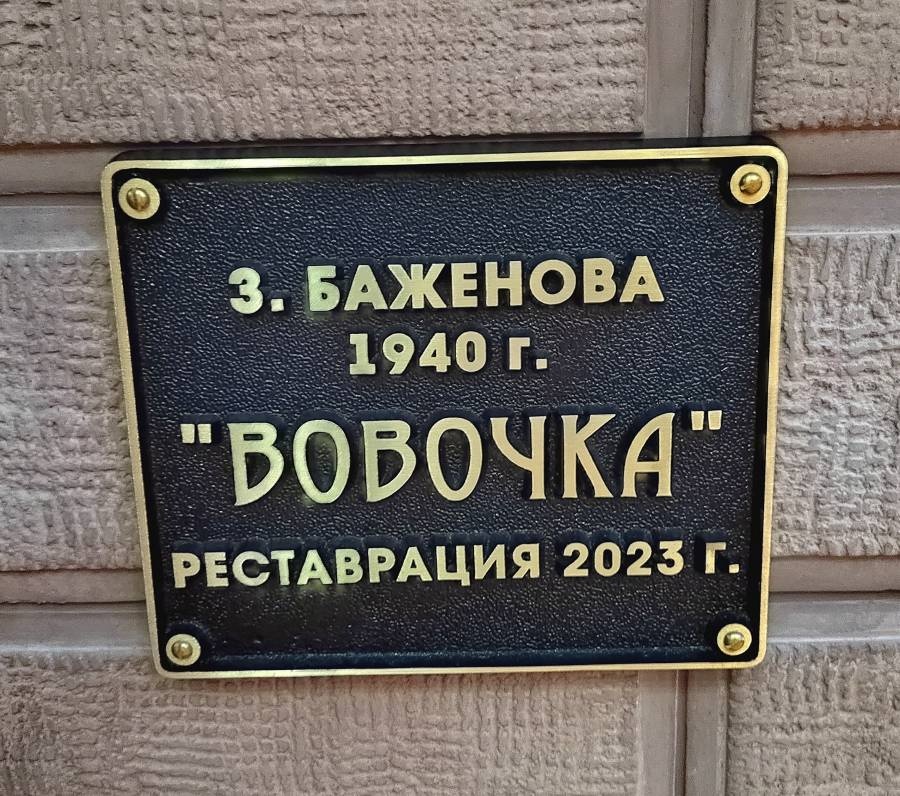 З. БАЖЕНОВА
1940 г.
"ВОВОЧКА"
РЕСТАВРАЦИЯ 2023 г.